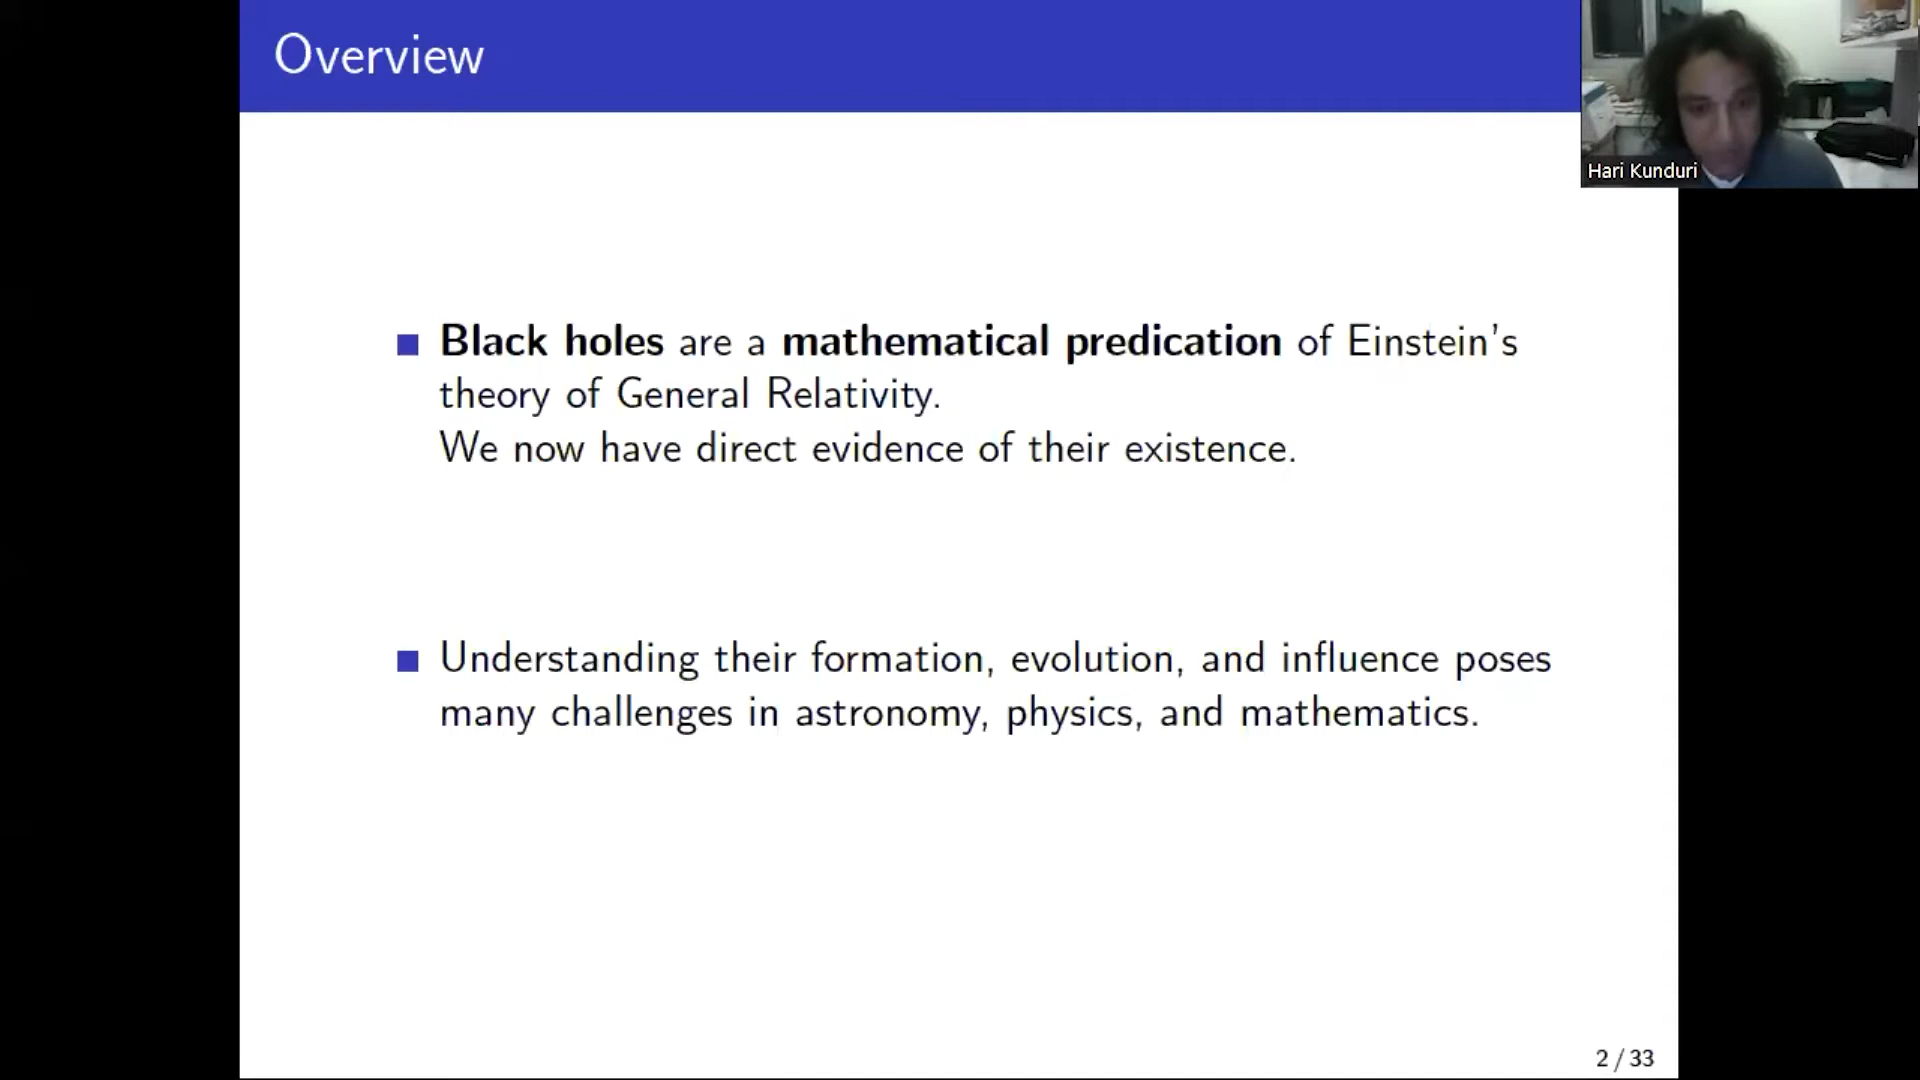 Overview
Hari Kunduri
Black holes are a mathematical predication of Einstein's
theory of General Relativity.
We now have direct evidence of their existence.
Understanding their formation, evolution, and influence poses
many challenges in astronomy, physics, and mathematics.
2 / 33